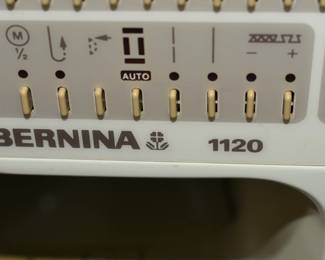 M
1/2
AUTO
- +
BERNINA 1120